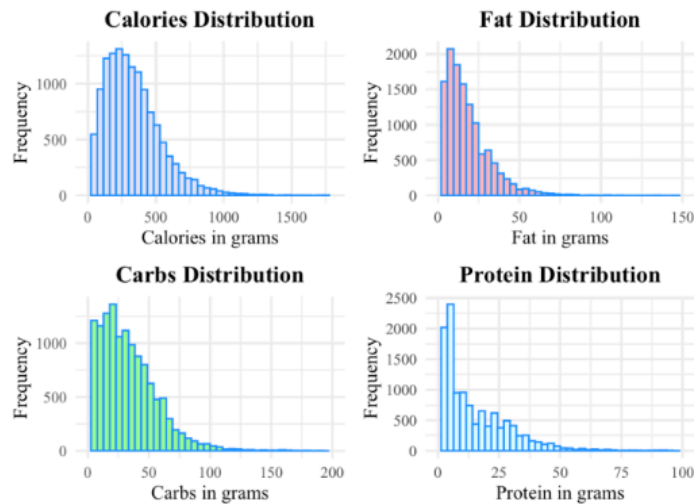 Calories Distribution
Frequency
1000
500
0
0 500 1000 1500
Calories in grams
Fat Distribution
Frequency
2000
1500
1000
500
0
0 50 100 150
Fat in grams
Carbs Distribution
Frequency
1000
500
0
0 50 100 150 200
Carbs in grams
Protein Distribution
Frequency
2500
2000
1500
1000
500
0
0 25 50 75 100
Protein in grams